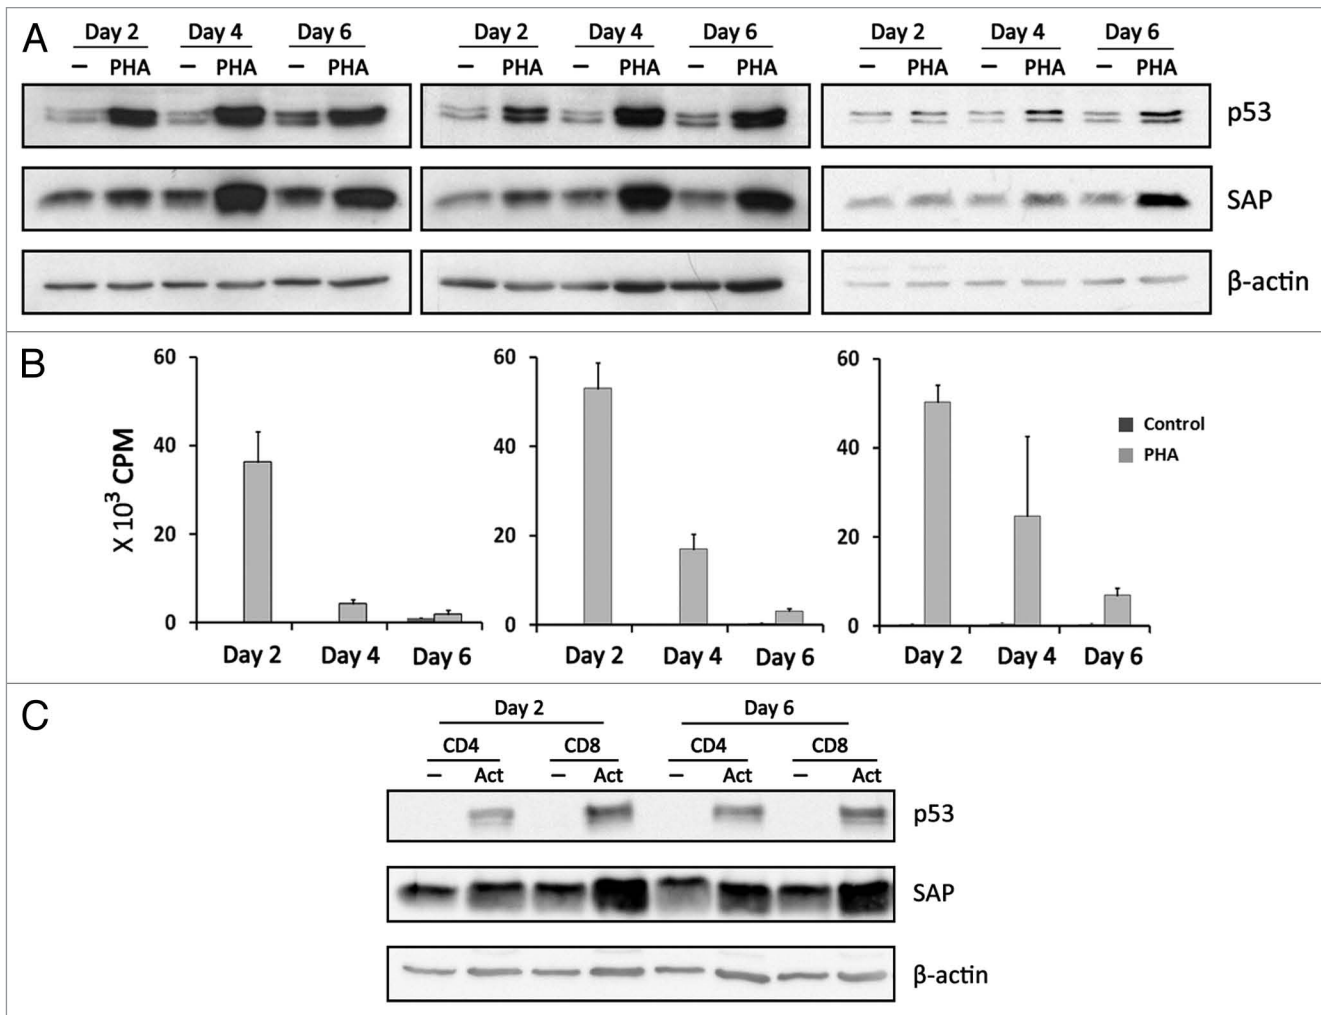 A
Day 2 Day 4 Day 6 Day 2 Day 4 Day 6 Day 2 Day 4 Day 6
– PHA – PHA – PHA – PHA – PHA – PHA – PHA – PHA – PHA
p53
SAP
β-actin
B
60 60 60
40 40 40
20 20 20
0 0 0
X 10³ CPM
Control
PHA
Day 2 Day 4 Day 6 Day 2 Day 4 Day 6 Day 2 Day 4 Day 6
C
Day 2 Day 6
CD4 CD8 CD4 CD8
– Act – Act – Act – Act
p53
SAP
β-actin